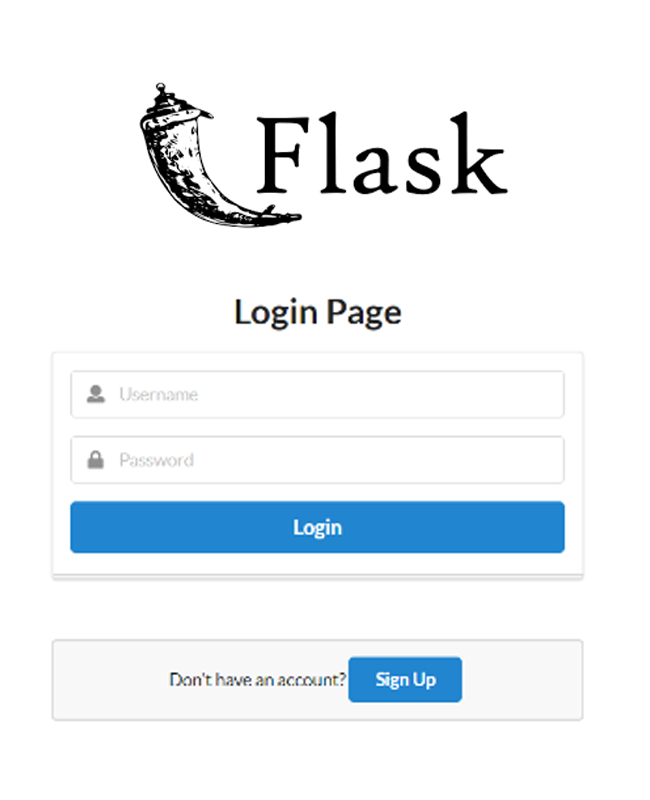 Flask
Login Page
Username
Password
Login
Don't have an account? Sign Up